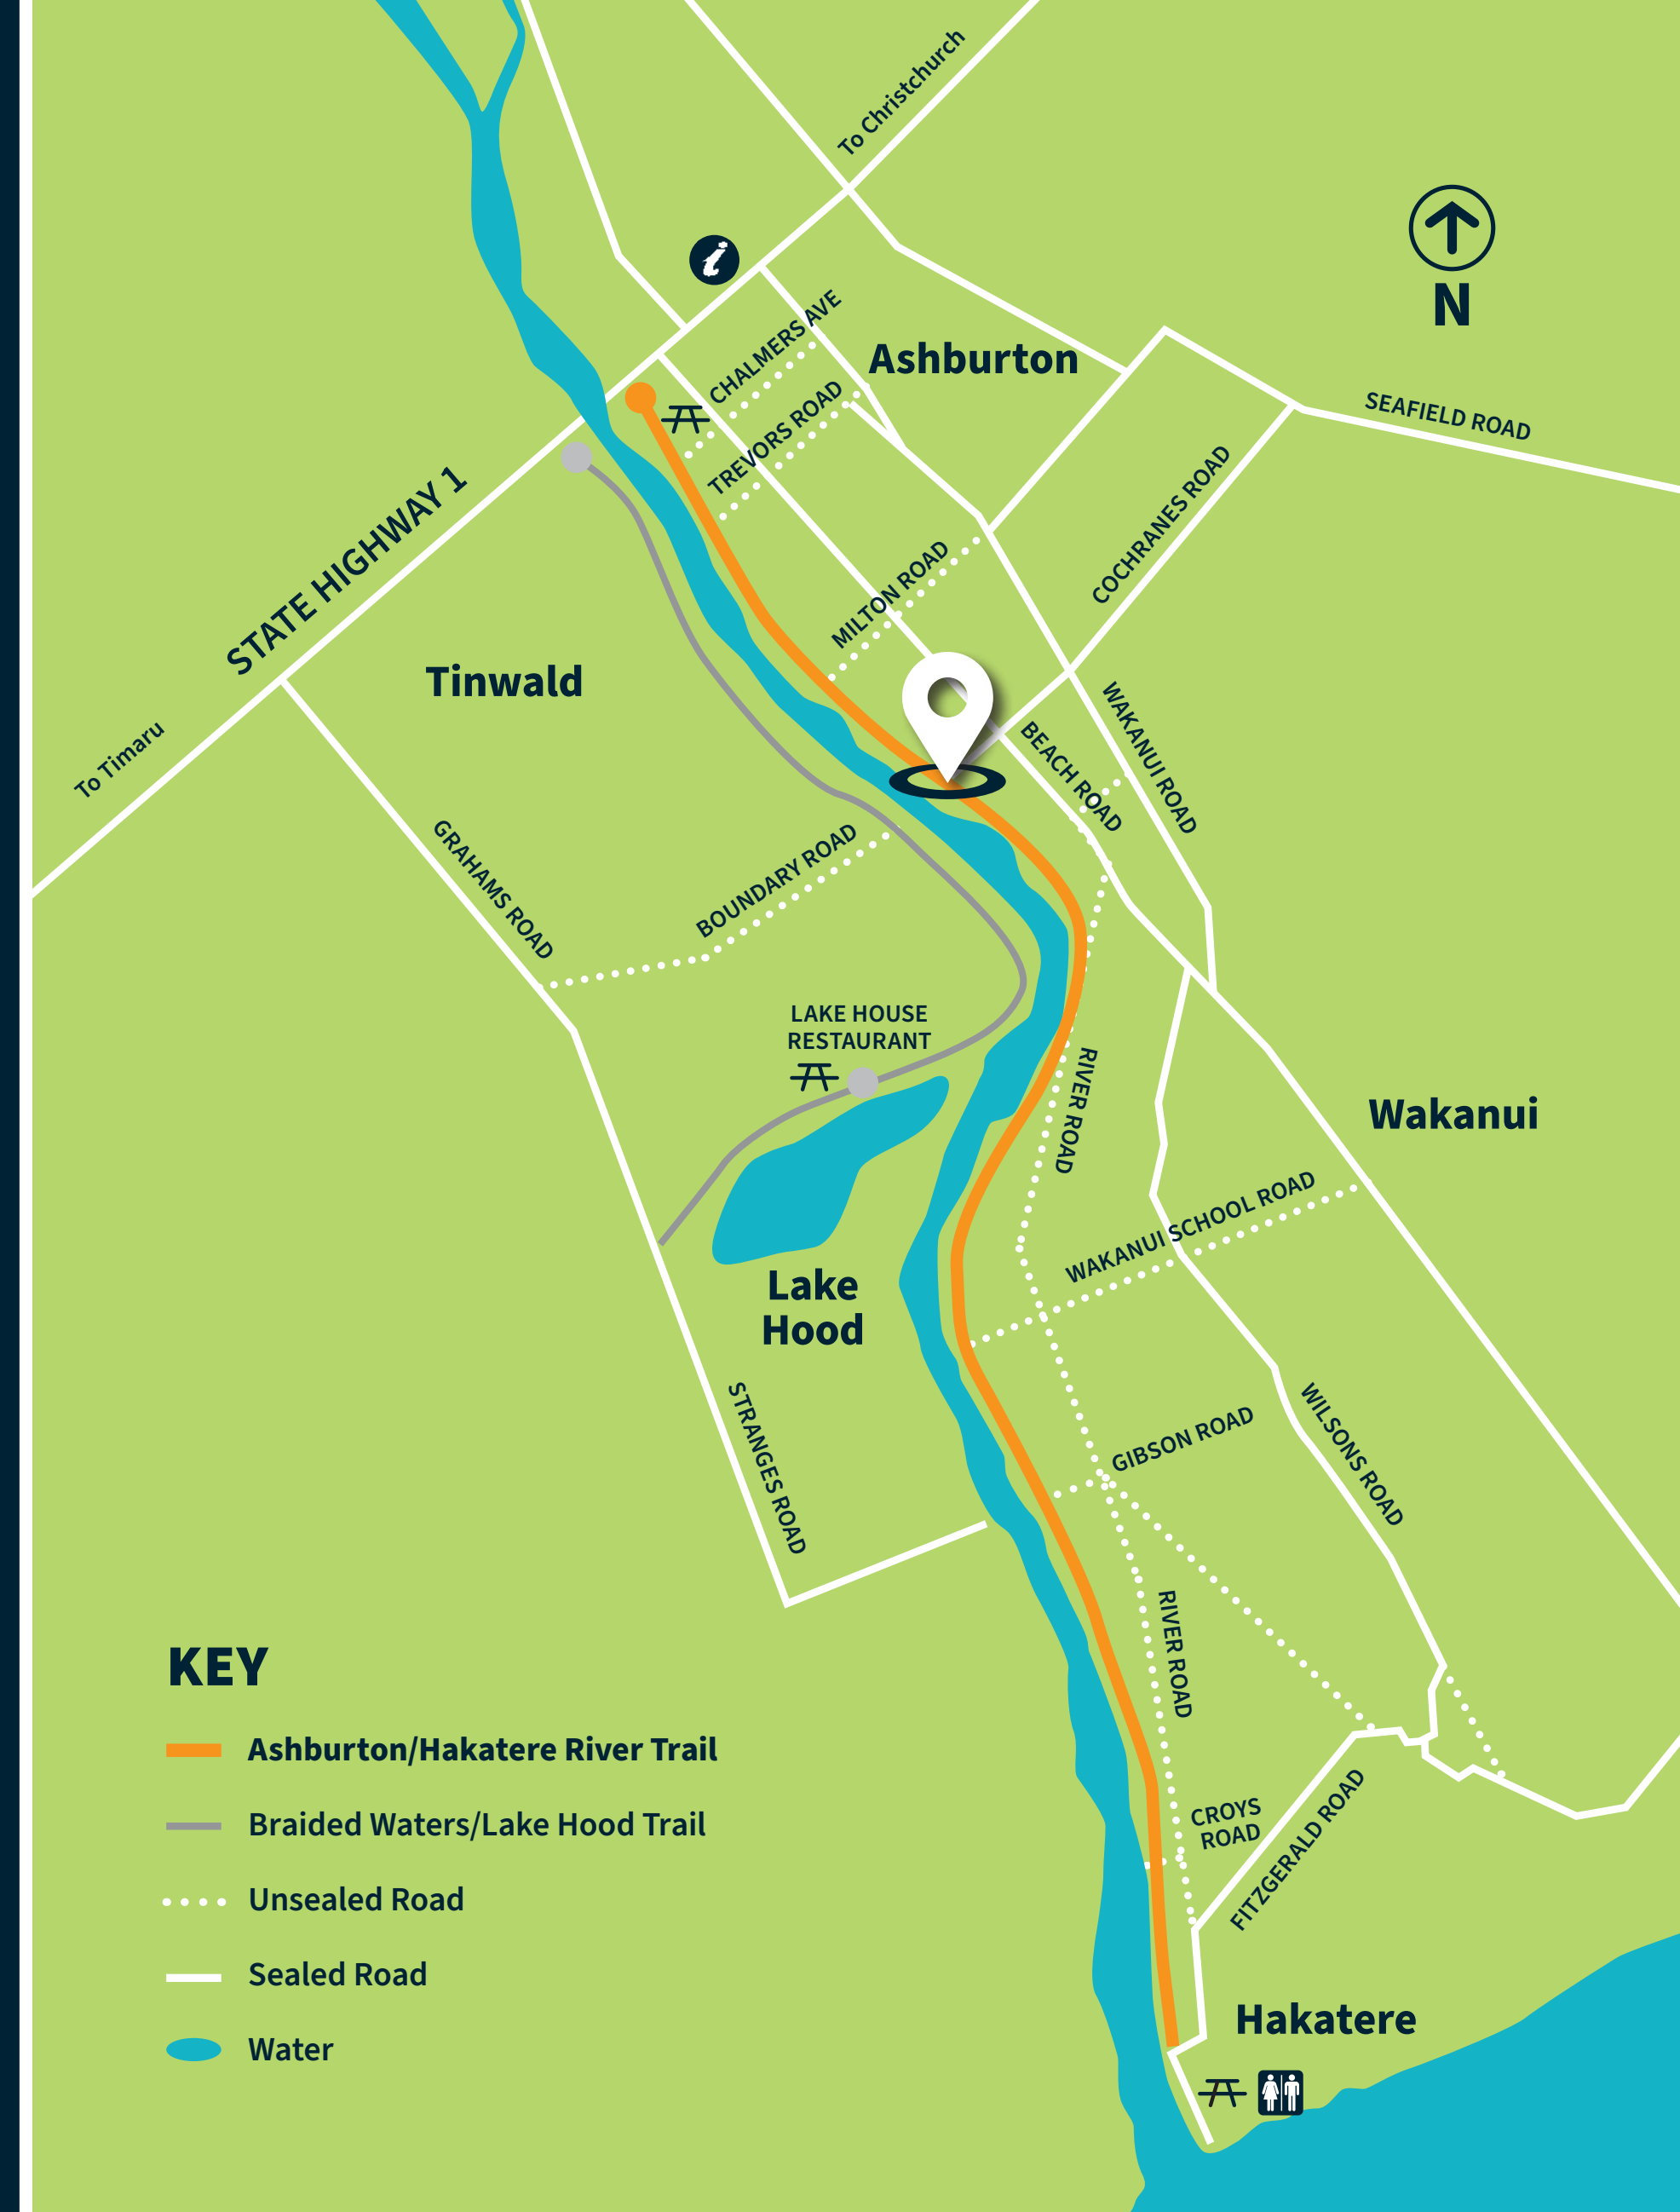 To Christchurch
N
CHALMERS AVE
Ashburton
TREVORS ROAD
SEAFIELD ROAD
STATE HIGHWAY 1
COCHRANES ROAD
MILTON ROAD
Tinwald
To Timaru
BEACH ROAD
WAKANUI ROAD
GRAHAMS ROAD
BOUNDARY ROAD
LAKE HOUSE
RESTAURANT
RIVER ROAD
Wakanui
WAKANUI SCHOOL ROAD
Lake
Hood
STRANGES ROAD
GIBSON ROAD
WILSONS ROAD
RIVER ROAD
KEY
Ashburton/Hakatere River Trail
Braided Waters/Lake Hood Trail
Unsealed Road
Sealed Road
Water
CROYS
ROAD
FITZGERALD ROAD
Hakatere